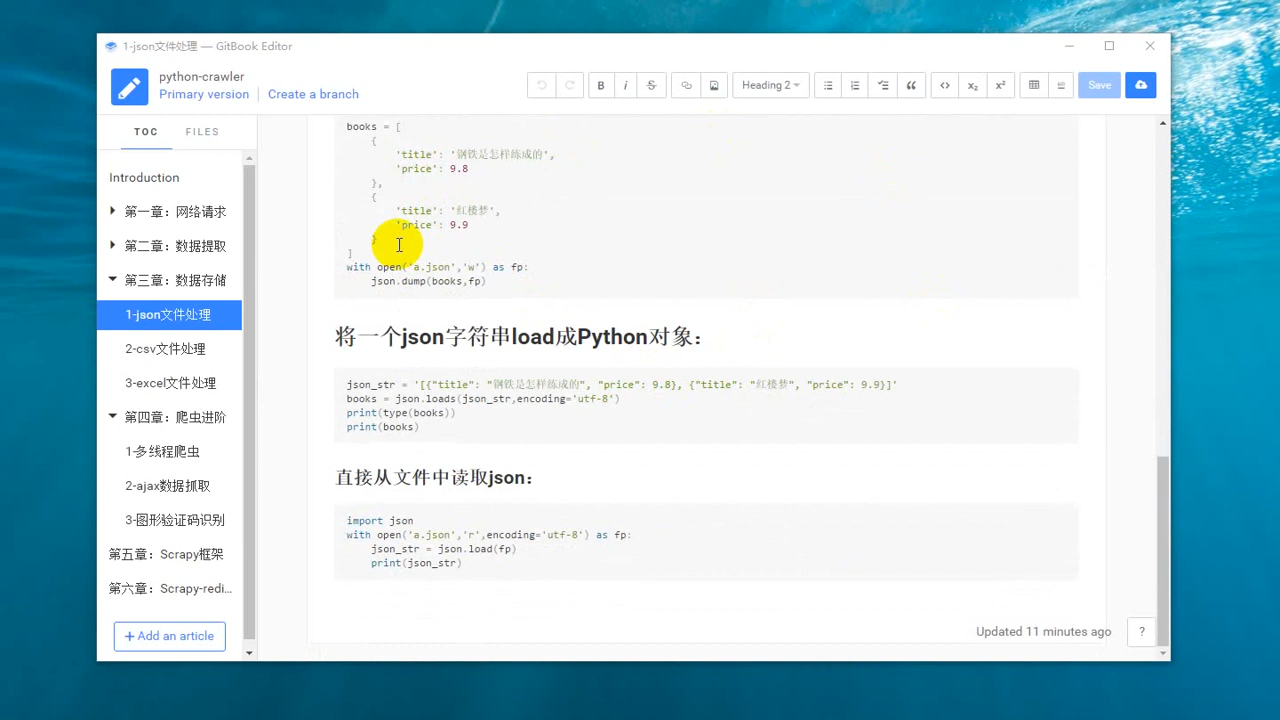 1-json文件处理 — GitBook Editor
python-crawler
Primary version
Create a branch
B i S
Heading 2
Save
TOC FILES
Introduction
第一章：网络请求
第二章：数据提取
第三章：数据存储
1-json文件处理
2-csv文件处理
3-excel文件处理
第四章：爬虫进阶
1-多线程爬虫
2-ajax数据抓取
3-图形验证码识别
第五章：Scrapy框架
第六章：Scrapy-redi...
+ Add an article
books = [
{
'title': '钢铁是怎样练成的',
'price': 9.8
},
{
'title': '红楼梦',
'price': 9.9
}
]
with open('a.json','w') as fp:
json.dump(books,fp)
将一个json字符串load成Python对象：
json_str = '[{"title": "钢铁是怎样练成的", "price": 9.8}, {"title": "红楼梦", "price": 9.9}]'
books = json.loads(json_str,encoding='utf-8')
print(type(books))
print(books)
直接从文件中读取json：
import json
with open('a.json','r',encoding='utf-8') as fp:
json_str = json.load(fp)
print(json_str)
Updated 11 minutes ago
?